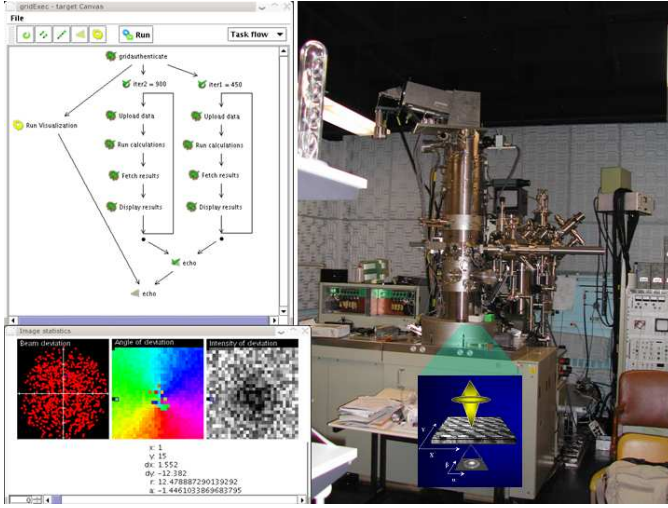 gridExec - target Canvas
File
Run
Task flow
gridauthenticate
iter2 = 900
iter1 = 450
Run Visualization
Upload data
Upload data
Run calculations
Run calculations
Fetch results
Fetch results
Display results
Display results
echo
echo
Image statistics
Beam deviation
Angle of deviation
Intensity of deviation
x: 1
y: 15
dx: 1.552
dy: -12.382
r: 12.478887290139292
a: -1.4461033869683795
0
Y
X